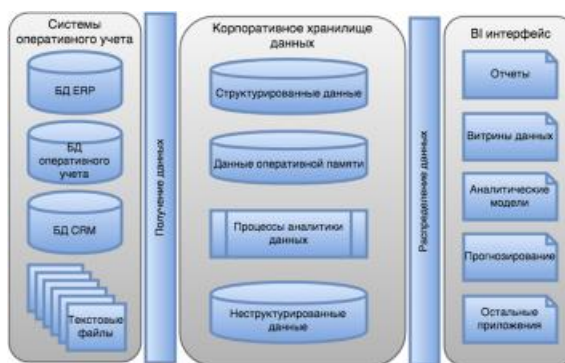 Системы
оперативного учета
БД ERP
БД
оперативного
учета
БД CRM
Текстовые
файлы
Получение данных
Корпоративное хранилище
данных
Структурированные данные
Данные оперативной памяти
Процессы аналитики
данных
Неструктурированные
данные
Распределение данных
BI интерфейс
Отчеты
Витрины данных
Аналитические
модели
Прогнозирование
Остальные
приложения